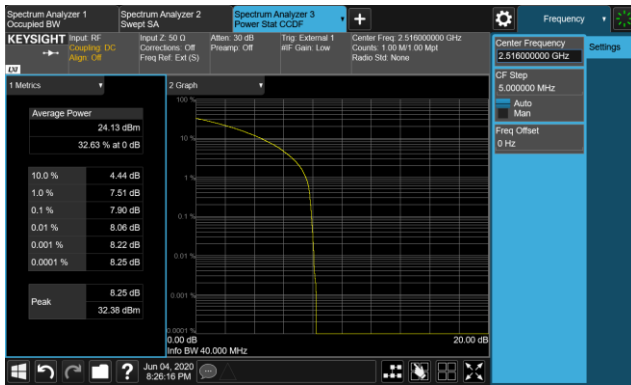 Spectrum Analyzer 1
Occupied BW
Spectrum Analyzer 2
Swept SA
Spectrum Analyzer 3
Power Stat CCDF
Frequency
KEYSIGHT
Input: RF
Coupling: DC
Align: Off
Input Z: 50 Ω
Corrections: Off
Freq Ref: Ext (S)
Atten: 30 dB
Preamp: Off
Trig: External 1
#IF Gain: Low
Center Freq: 2.516000000 GHz
Counts: 1.00 M/1.00 Mpt
Radio Std: None
LXI
Center Frequency
2.516000000 GHz
Settings
CF Step
5.000000 MHz
Auto
Man
Freq Offset
0 Hz
1 Metrics
Average Power
24.13 dBm
32.63 % at 0 dB
10.0 % 4.44 dB
1.0 % 7.51 dB
0.1 % 7.90 dB
0.01 % 8.06 dB
0.001 % 8.22 dB
0.0001 % 8.25 dB
Peak
8.25 dB
32.38 dBm
2 Graph
100 %
10 %
1 %
0.1 %
0.01 %
0.001 %
0.0001 %
0.00 dB
20.00 dB
Info BW 40.000 MHz
?
Jun 04, 2020
8:26:16 PM